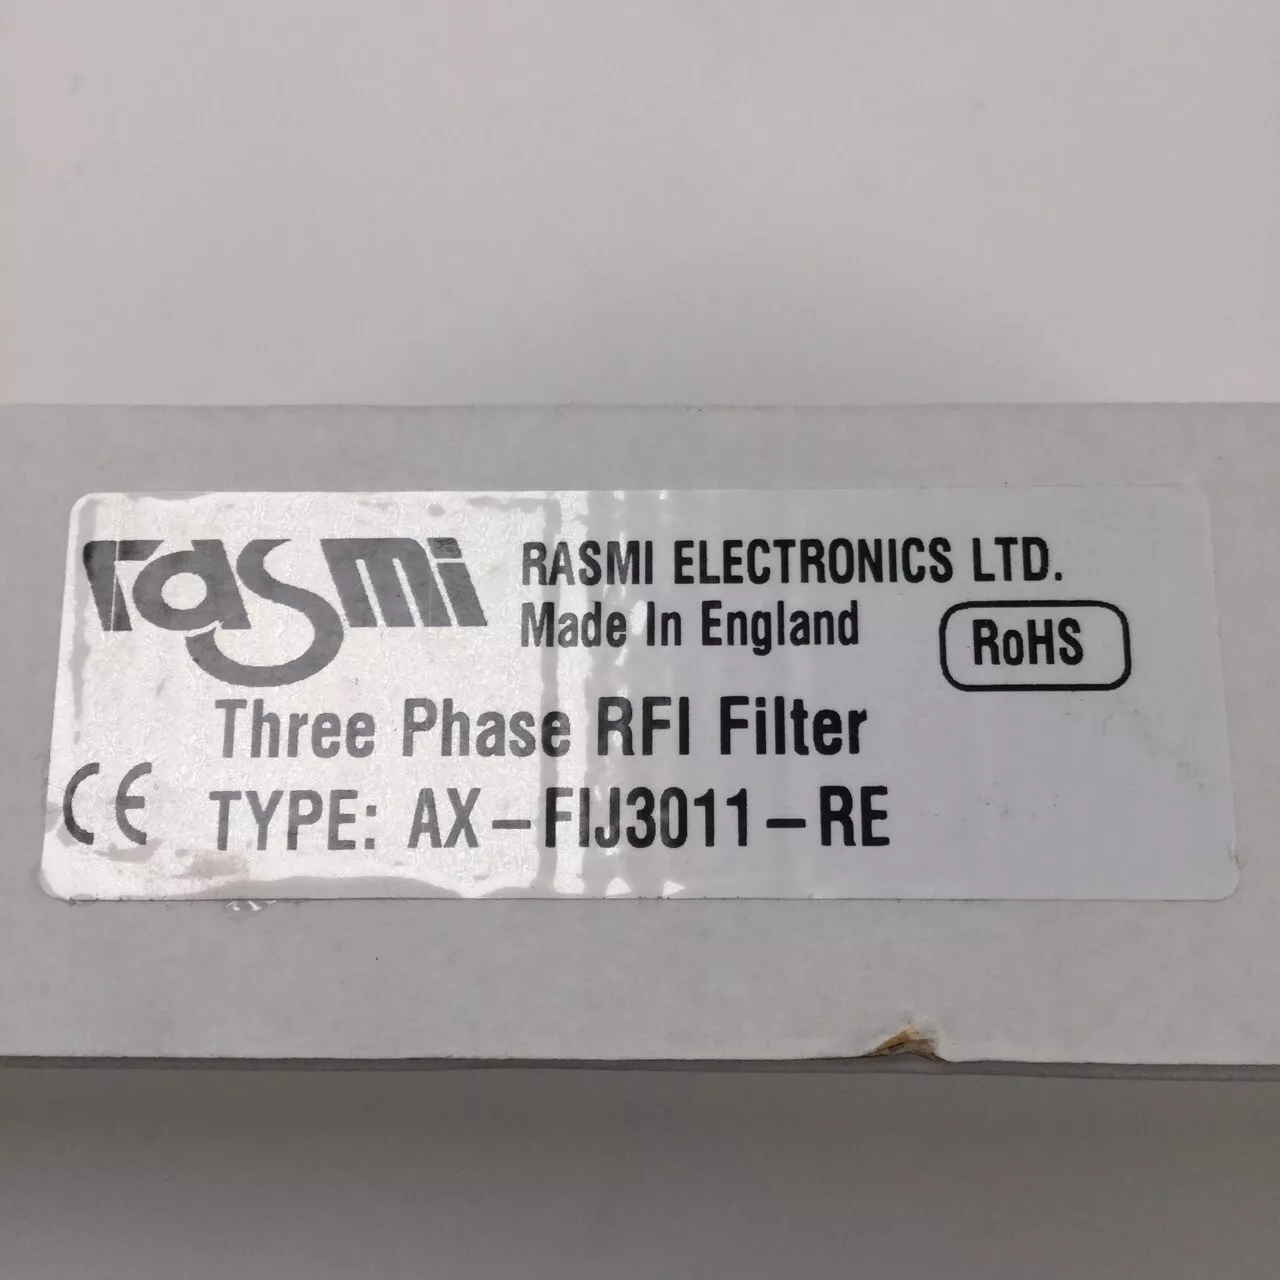 rasmi
RASMI ELECTRONICS LTD.
Made In England
RoHS
Three Phase RFI Filter
CE
TYPE: AX-FIJ3011-RE